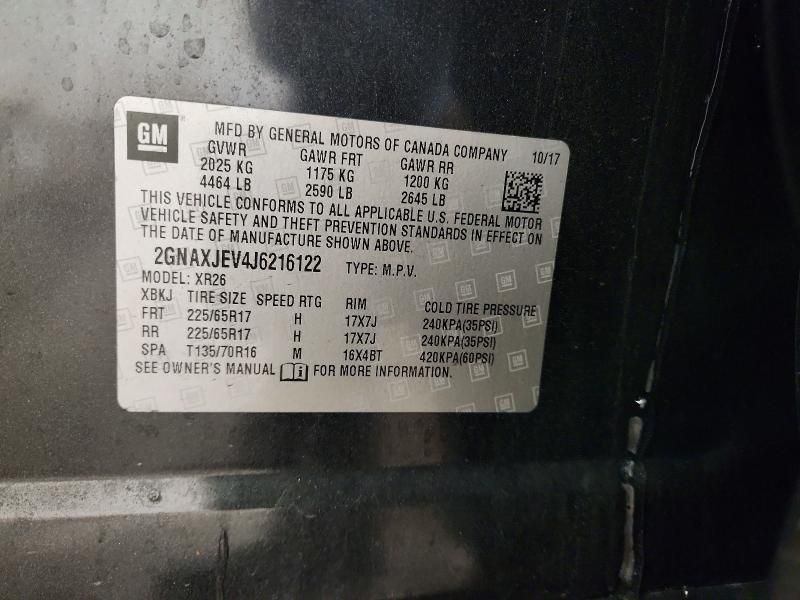 GM
MFD BY GENERAL MOTORS OF CANADA COMPANY 10/17
GVWR GAWR FRT GAWR RR
2025 KG 1175 KG 1200 KG
4464 LB 2590 LB 2645 LB
THIS VEHICLE CONFORMS TO ALL APPLICABLE U.S. FEDERAL MOTOR
VEHICLE SAFETY AND THEFT PREVENTION STANDARDS IN EFFECT ON
THE DATE OF MANUFACTURE SHOWN ABOVE.
2GNAXJEV4J6216122 TYPE: M.P.V.
MODEL: XR26
XBKJ TIRE SIZE SPEED RTG RIM COLD TIRE PRESSURE
FRT 225/65R17 H 17X7J 240KPA(35PSI)
RR 225/65R17 H 17X7J 240KPA(35PSI)
SPA T135/70R16 M 16X4BT 420KPA(60PSI)
SEE OWNER'S MANUAL i FOR MORE INFORMATION.